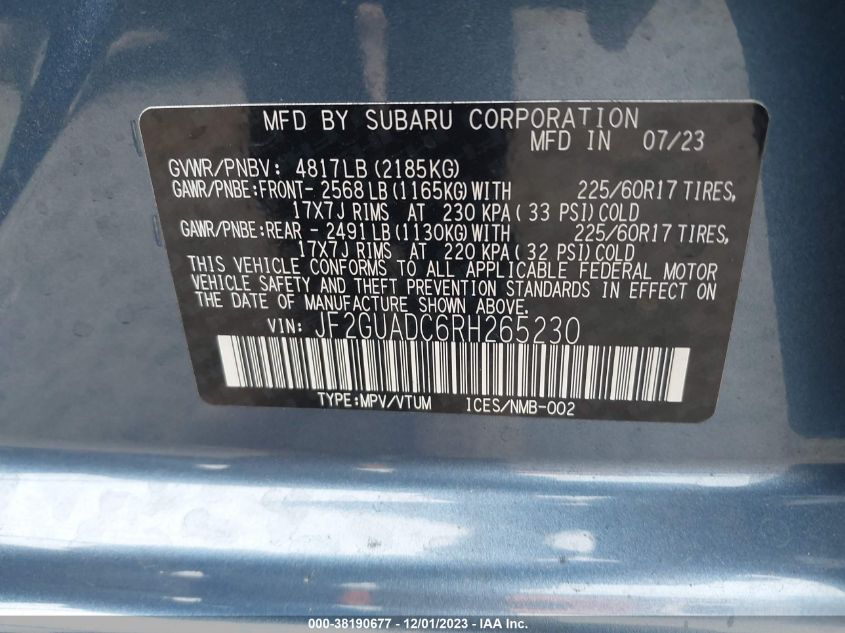 MFD BY SUBARU CORPORATION
MFD IN 07/23
GVWR/PNBV: 4817LB (2185KG)
GAWR/PNBE:FRONT- 2568 LB (1165KG) WITH 225/60R17 TIRES,
17X7J RIMS AT 230 KPA ( 33 PSI) COLD
GAWR/PNBE:REAR - 2491 LB (1130KG) WITH 225/60R17 TIRES,
17X7J RIMS AT 220 KPA ( 32 PSI) COLD
THIS VEHICLE CONFORMS TO ALL APPLICABLE FEDERAL MOTOR
VEHICLE SAFETY AND THEFT PREVENTION STANDARDS IN EFFECT ON
THE DATE OF MANUFACTURE SHOWN ABOVE.
VIN: JF2GUADC6RH265230
TYPE:MPV/VTUM ICES/NMB-002
000-38190677 - 12/01/2023 - IAA Inc.